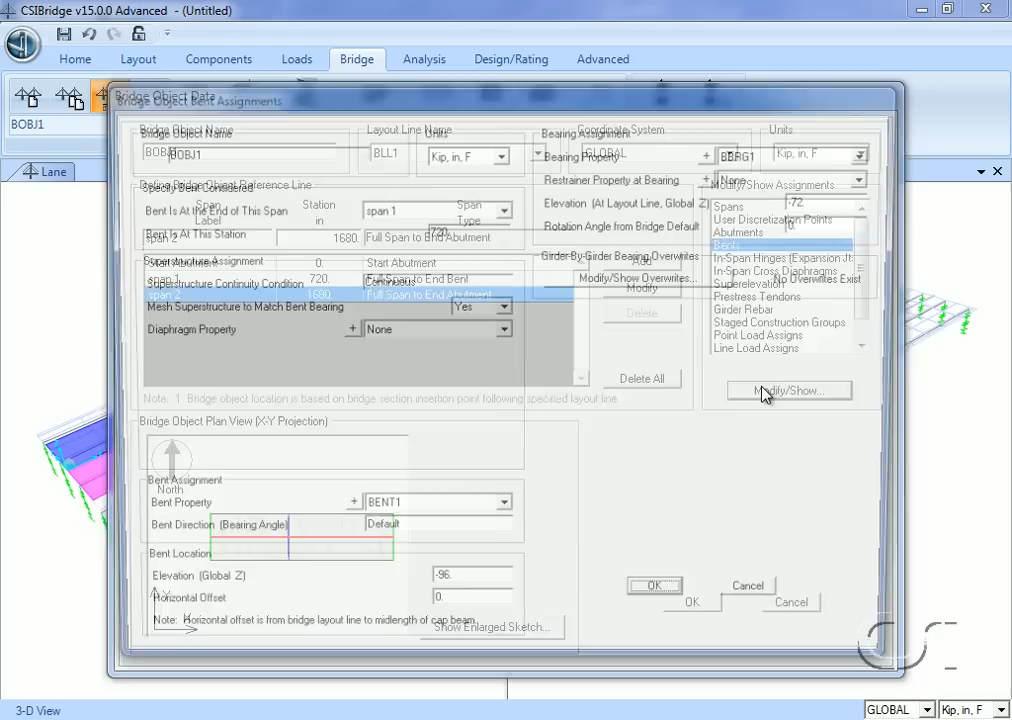 CSIBridge v15.0.0 Advanced - (Untitled)
Home Layout Components Loads Bridge Analysis Design/Rating Advanced
BOBJ1
Lane
Bridge Object Data
Bridge Object Bent Assignments
Bridge Object Name
Layout Line Name
Coordinate System
Units
Bridge Object Name
Units
Bearing Assignment
BOBJ1
BLL1
GLOBAL
Kip, in, F
BOBJ1
Kip, in, F
Bearing Property + BBRG1
Restrainer Property at Bearing + None
Define Bridge Object Reference Line
Modify/Show Assignments
Specify Bent Considered
Elevation (At Layout Line, Global Z) -72
Span Label
Station in
Span Type
Spans
User Discretization Points
Abutments
Bents
In-Span Hinges (Expansion Jt
In-Span Cross Diaphragms
Superelevation
Prestress Tendons
Girder Rebar
Staged Construction Groups
Point Load Assigns
Line Load Assigns
Bent Is At the End of This Span span 1
Rotation Angle from Bridge Default 0.
Bent Is At This Station 720.
span 2 1680. Full Span to End Abutment
Girder-By-Girder Bearing Overwrites
Modify/Show Overwrites...
No Overwrites Exist
Superstructure Assignment
Start Abutment 0. Start Abutment
span 1 720. Full Span to End Bent
span 2 1680. Full Span to End Abutment
Superstructure Continuity Condition Continuous
Mesh Superstructure to Match Bent Bearing Yes
Diaphragm Property + None
Add
Modify
Delete
Delete All
Modify/Show...
Note: 1. Bridge object location is based on bridge section insertion point following specified layout line.
Bridge Object Plan View (X-Y Projection)
North
Bent Assignment
Bent Property + BENT1
Bent Direction (Bearing Angle) Default
Bent Location
Elevation (Global Z) -96.
Horizontal Offset 0.
Note: Horizontal offset is from bridge layout line to midlength of cap beam.
Show Enlarged Sketch...
OK Cancel
OK Cancel
3-D View
GLOBAL
Kip, in, F